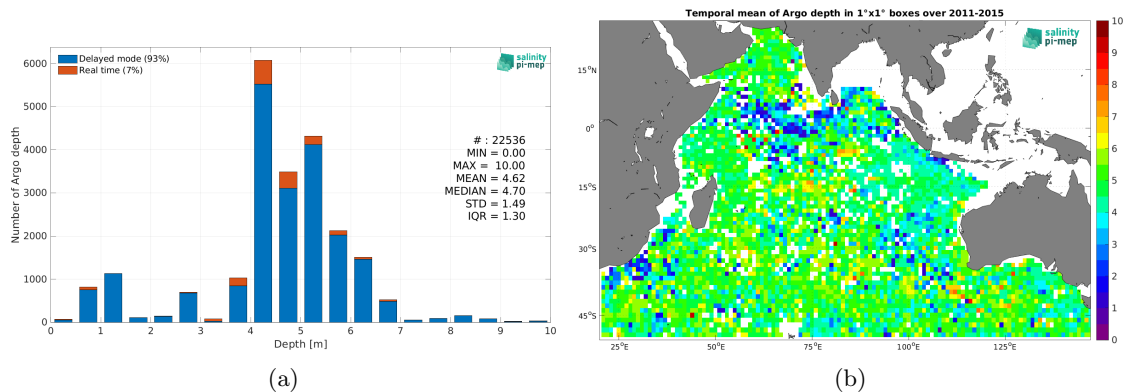 Delayed mode (93%)
Real time (7%)
salinity
pi-mep
# : 22536
MIN = 0.00
MAX = 10.00
MEAN = 4.62
MEDIAN = 4.70
STD = 1.49
IQR = 1.30
Number of Argo depth
6000
5000
4000
3000
2000
1000
0
0 1 2 3 4 5 6 7 8 9 10
Depth [m]
(a)
Temporal mean of Argo depth in 1°x1° boxes over 2011-2015
salinity
pi-mep
15°N
0°
15°S
30°S
45°S
25°E 50°E 75°E 100°E 125°E
10
9
8
7
6
5
4
3
2
1
0
(b)